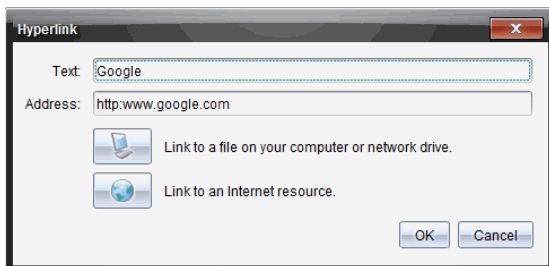 Hyperlink
Text: Google
Address: http:www.google.com
Link to a file on your computer or network drive.
Link to an Internet resource.
OK Cancel